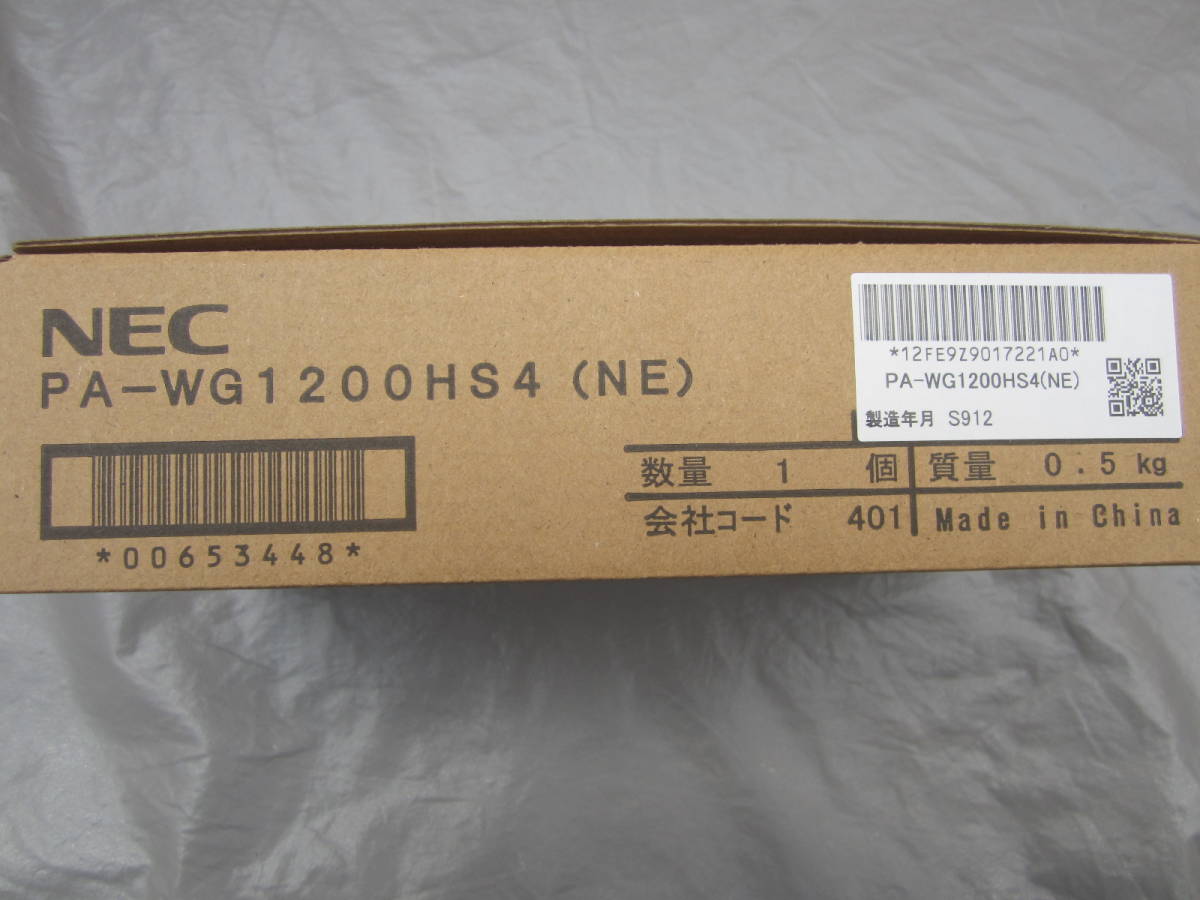 NEC
PA-WG1200HS4 (NE)
*00653448*
*12FE9Z9017221A0*
PA-WG1200HS4(NE)
製造年月 S912
数量 1 個 質量 0.5 kg
会社コード 401 Made in China